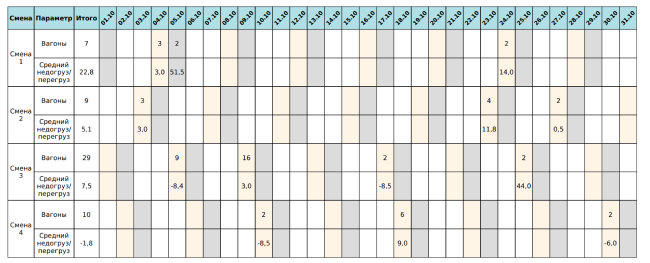 Смена Параметр Итого 01.10 02.10 03.10 04.10 05.10 06.10 07.10 08.10 09.10 10.10 11.10 12.10 13.10 14.10 15.10 16.10 17.10 18.10 19.10 20.10 21.10 22.10 23.10 24.10 25.10 26.10 27.10 28.10 29.10 30.10 31.10
Смена 1
Вагоны 7 3 2 2
Средний недогруз/перегруз 22,8 3,0 51,5 14,0
Смена 2
Вагоны 9 3 4 2
Средний недогруз/перегруз 5,1 3,0 11,8 0,5
Смена 3
Вагоны 29 9 16 2 2
Средний недогруз/перегруз 7,5 -8,4 3,0 -8,5 44,0
Смена 4
Вагоны 10 2 6 2
Средний недогруз/перегруз -1,8 -8,5 9,0 -6,0